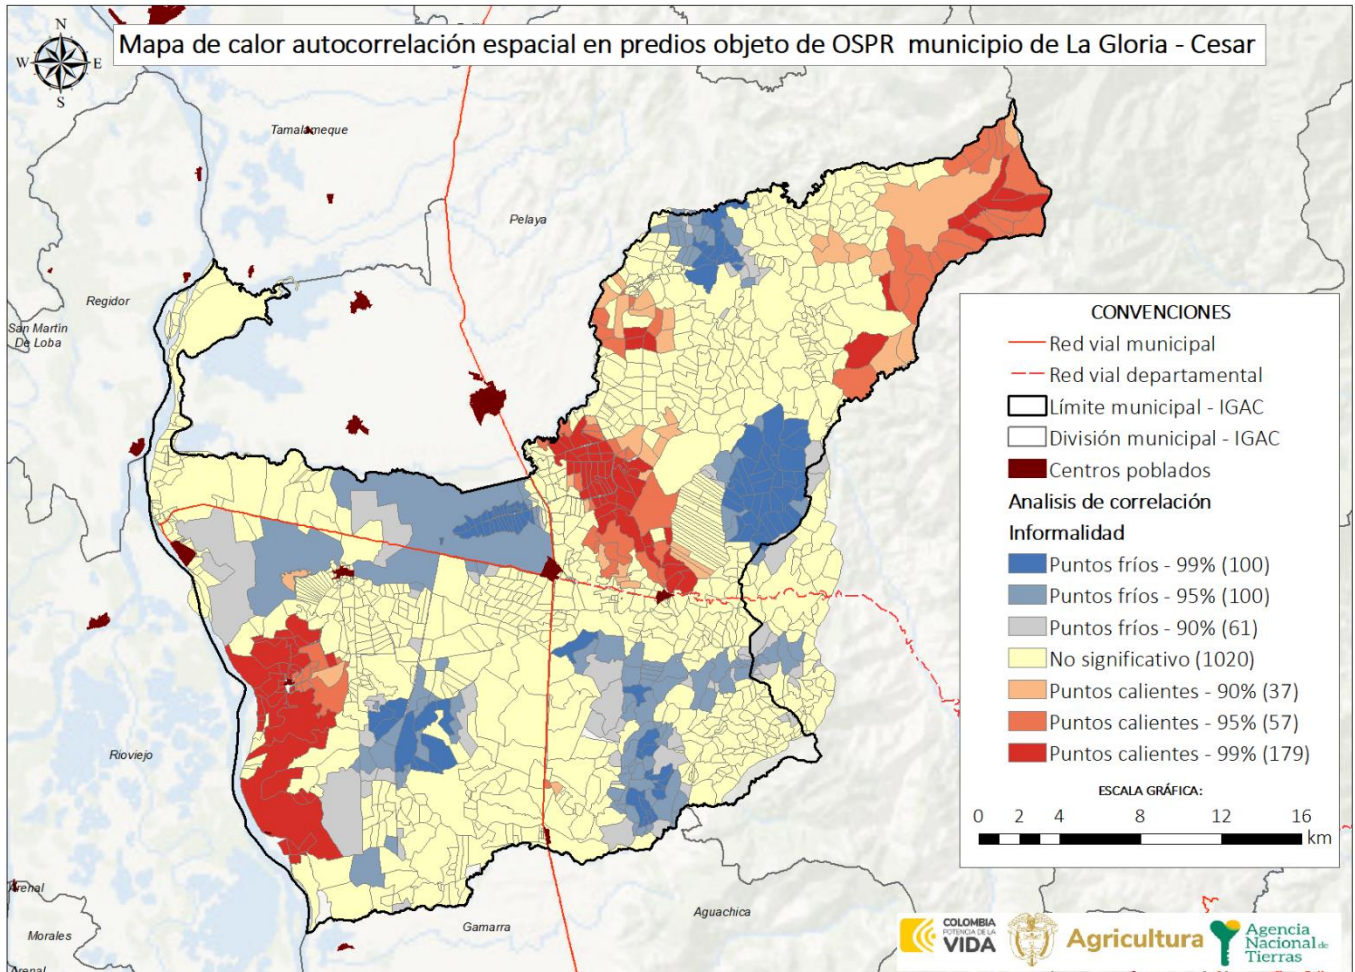 Mapa de calor autocorrelación espacial en predios objeto de OSPR municipio de La Gloria - Cesar
N
W
E
S
Tamalameque
Pelaya
Regidor
San Martín
De Loba
Rioviejo
Arenal
Morales
Arenal
Gamarra
Aguachica
CONVENCIONES
Red vial municipal
Red vial departamental
Límite municipal - IGAC
División municipal - IGAC
Centros poblados
Analisis de correlación
Informalidad
Puntos fríos - 99% (100)
Puntos fríos - 95% (100)
Puntos fríos - 90% (61)
No significativo (1020)
Puntos calientes - 90% (37)
Puntos calientes - 95% (57)
Puntos calientes - 99% (179)
ESCALA GRÁFICA:
0 2 4 8 12 16
km
COLOMBIA
POTENCIA DE LA
VIDA
Agricultura
Agencia
Nacional de
Tierras